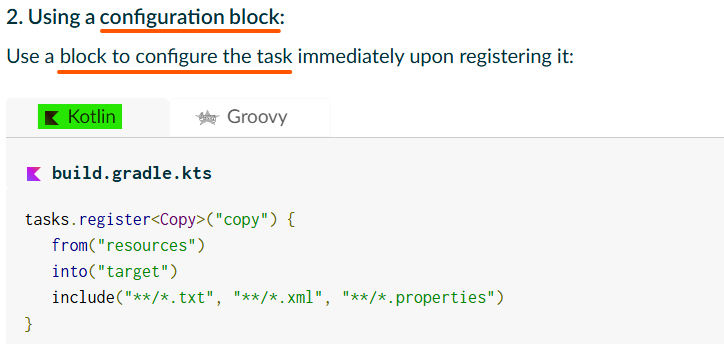 2. Using a configuration block:
Use a block to configure the task immediately upon registering it:
Kotlin
Groovy
build.gradle.kts
tasks.register<Copy>("copy") {
   from("resources")
   into("target")
   include("**/*.txt", "**/*.xml", "**/*.properties")
}